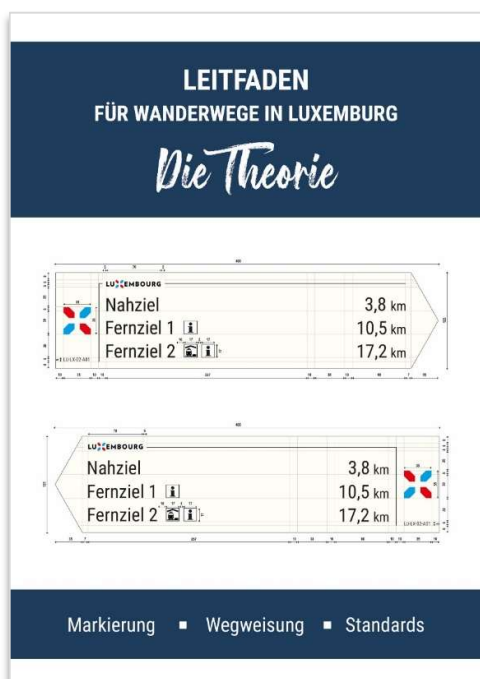 LEITFADEN
FÜR WANDERWEGE IN LUXEMBURG
Die Theorie
LUXEMBOURG
Nahziel 3,8 km
Fernziel 1 i 10,5 km
Fernziel 2 i 17,2 km
LUXEMBOURG
Nahziel 3,8 km
Fernziel 1 i 10,5 km
Fernziel 2 i 17,2 km
Markierung ▪ Wegweisung ▪ Standards